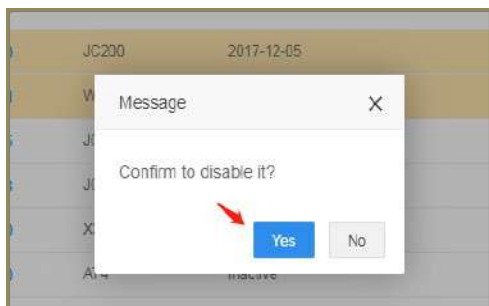 JC200 2017-12-05
Message
Confirm to disable it?
Yes No